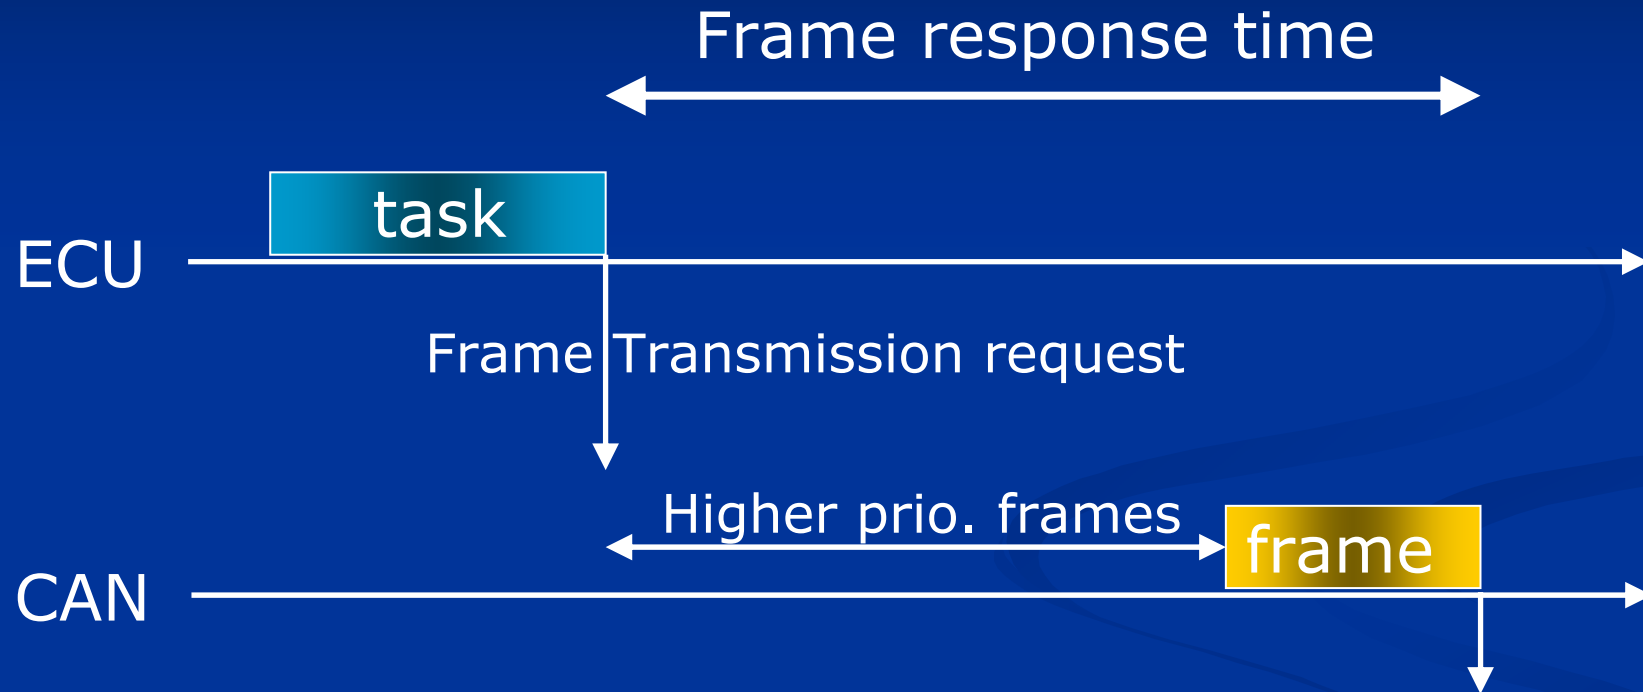 Frame response time
task
ECU
Frame Transmission request
Higher prio. frames
frame
CAN